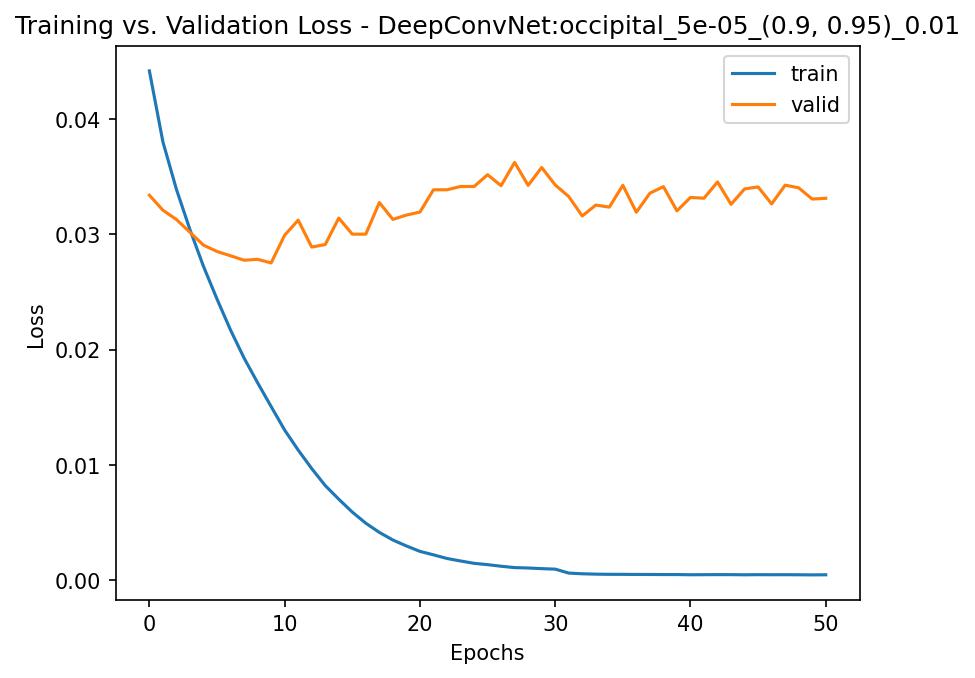 Training vs. Validation Loss - DeepConvNet:occipital_5e-05_(0.9, 0.95)_0.01
train
valid
0.04
0.03
0.02
0.01
0.00
Loss
0 10 20 30 40 50
Epochs